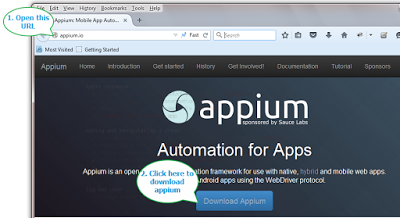 File Edit View History Bookmarks Tools Help
1. Open this
URL
Appium: Mobile App Auto...
appium.io
Fast
Search
Most Visited Getting Started
Appium Home Introduction Get started History Get Involved! Documentation Tutorial Sponsors
appium
sponsored by Sauce Labs
Automation for Apps
Appium is an open ation framework for use with native, hybrid and mobile web apps.
ndroid apps using the WebDriver protocol.
2. Click here to
download
appium
Download Appium